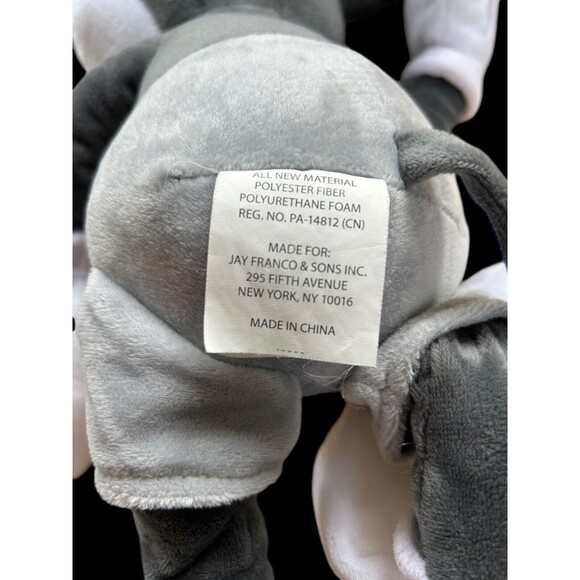 ALL NEW MATERIAL
POLYESTER FIBER
POLYURETHANE FOAM
REG. NO. PA-14812 (CN)
MADE FOR:
JAY FRANCO & SONS INC.
295 FIFTH AVENUE
NEW YORK, NY 10016
MADE IN CHINA